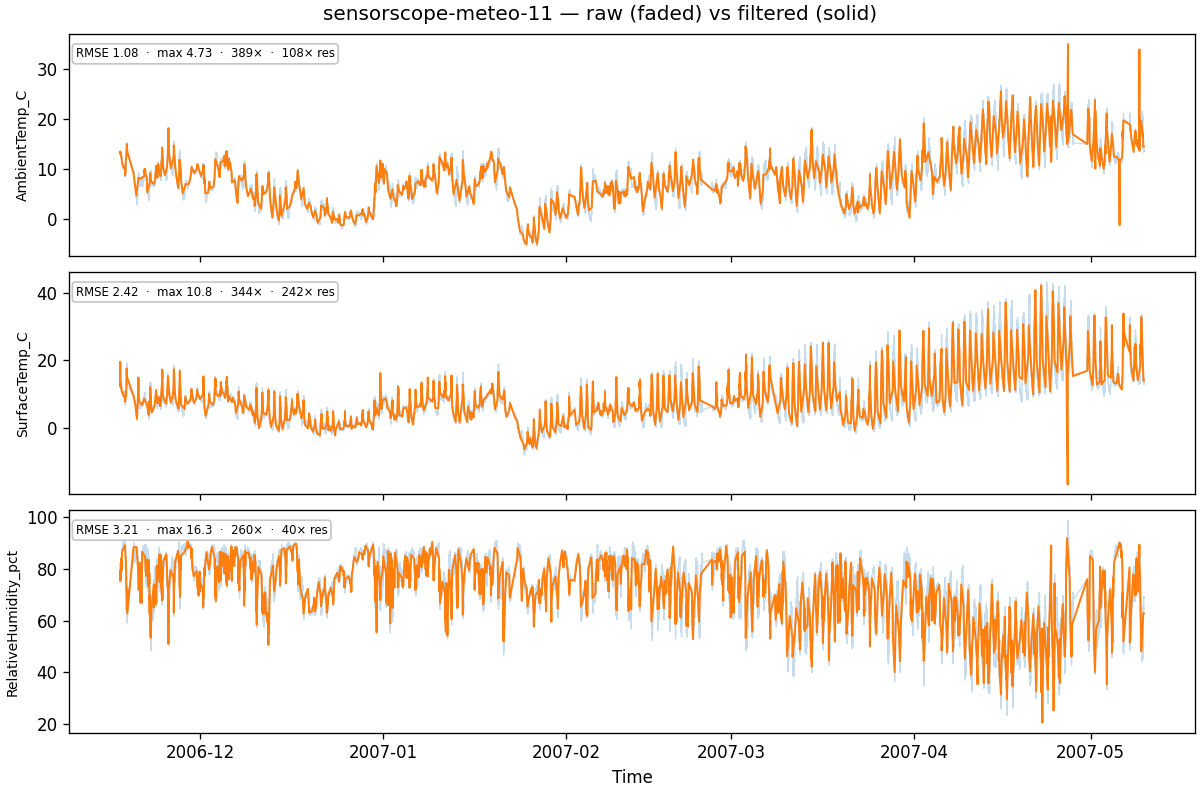 sensorscope-meteo-11 — raw (faded) vs filtered (solid)
AmbientTemp_C
RMSE 1.08 · max 4.73 · 389× · 108× res
30
20
10
0
SurfaceTemp_C
RMSE 2.42 · max 10.8 · 344× · 242× res
40
20
0
RelativeHumidity_pct
RMSE 3.21 · max 16.3 · 260× · 40× res
100
80
60
40
20
2006-12 2007-01 2007-02 2007-03 2007-04 2007-05
Time